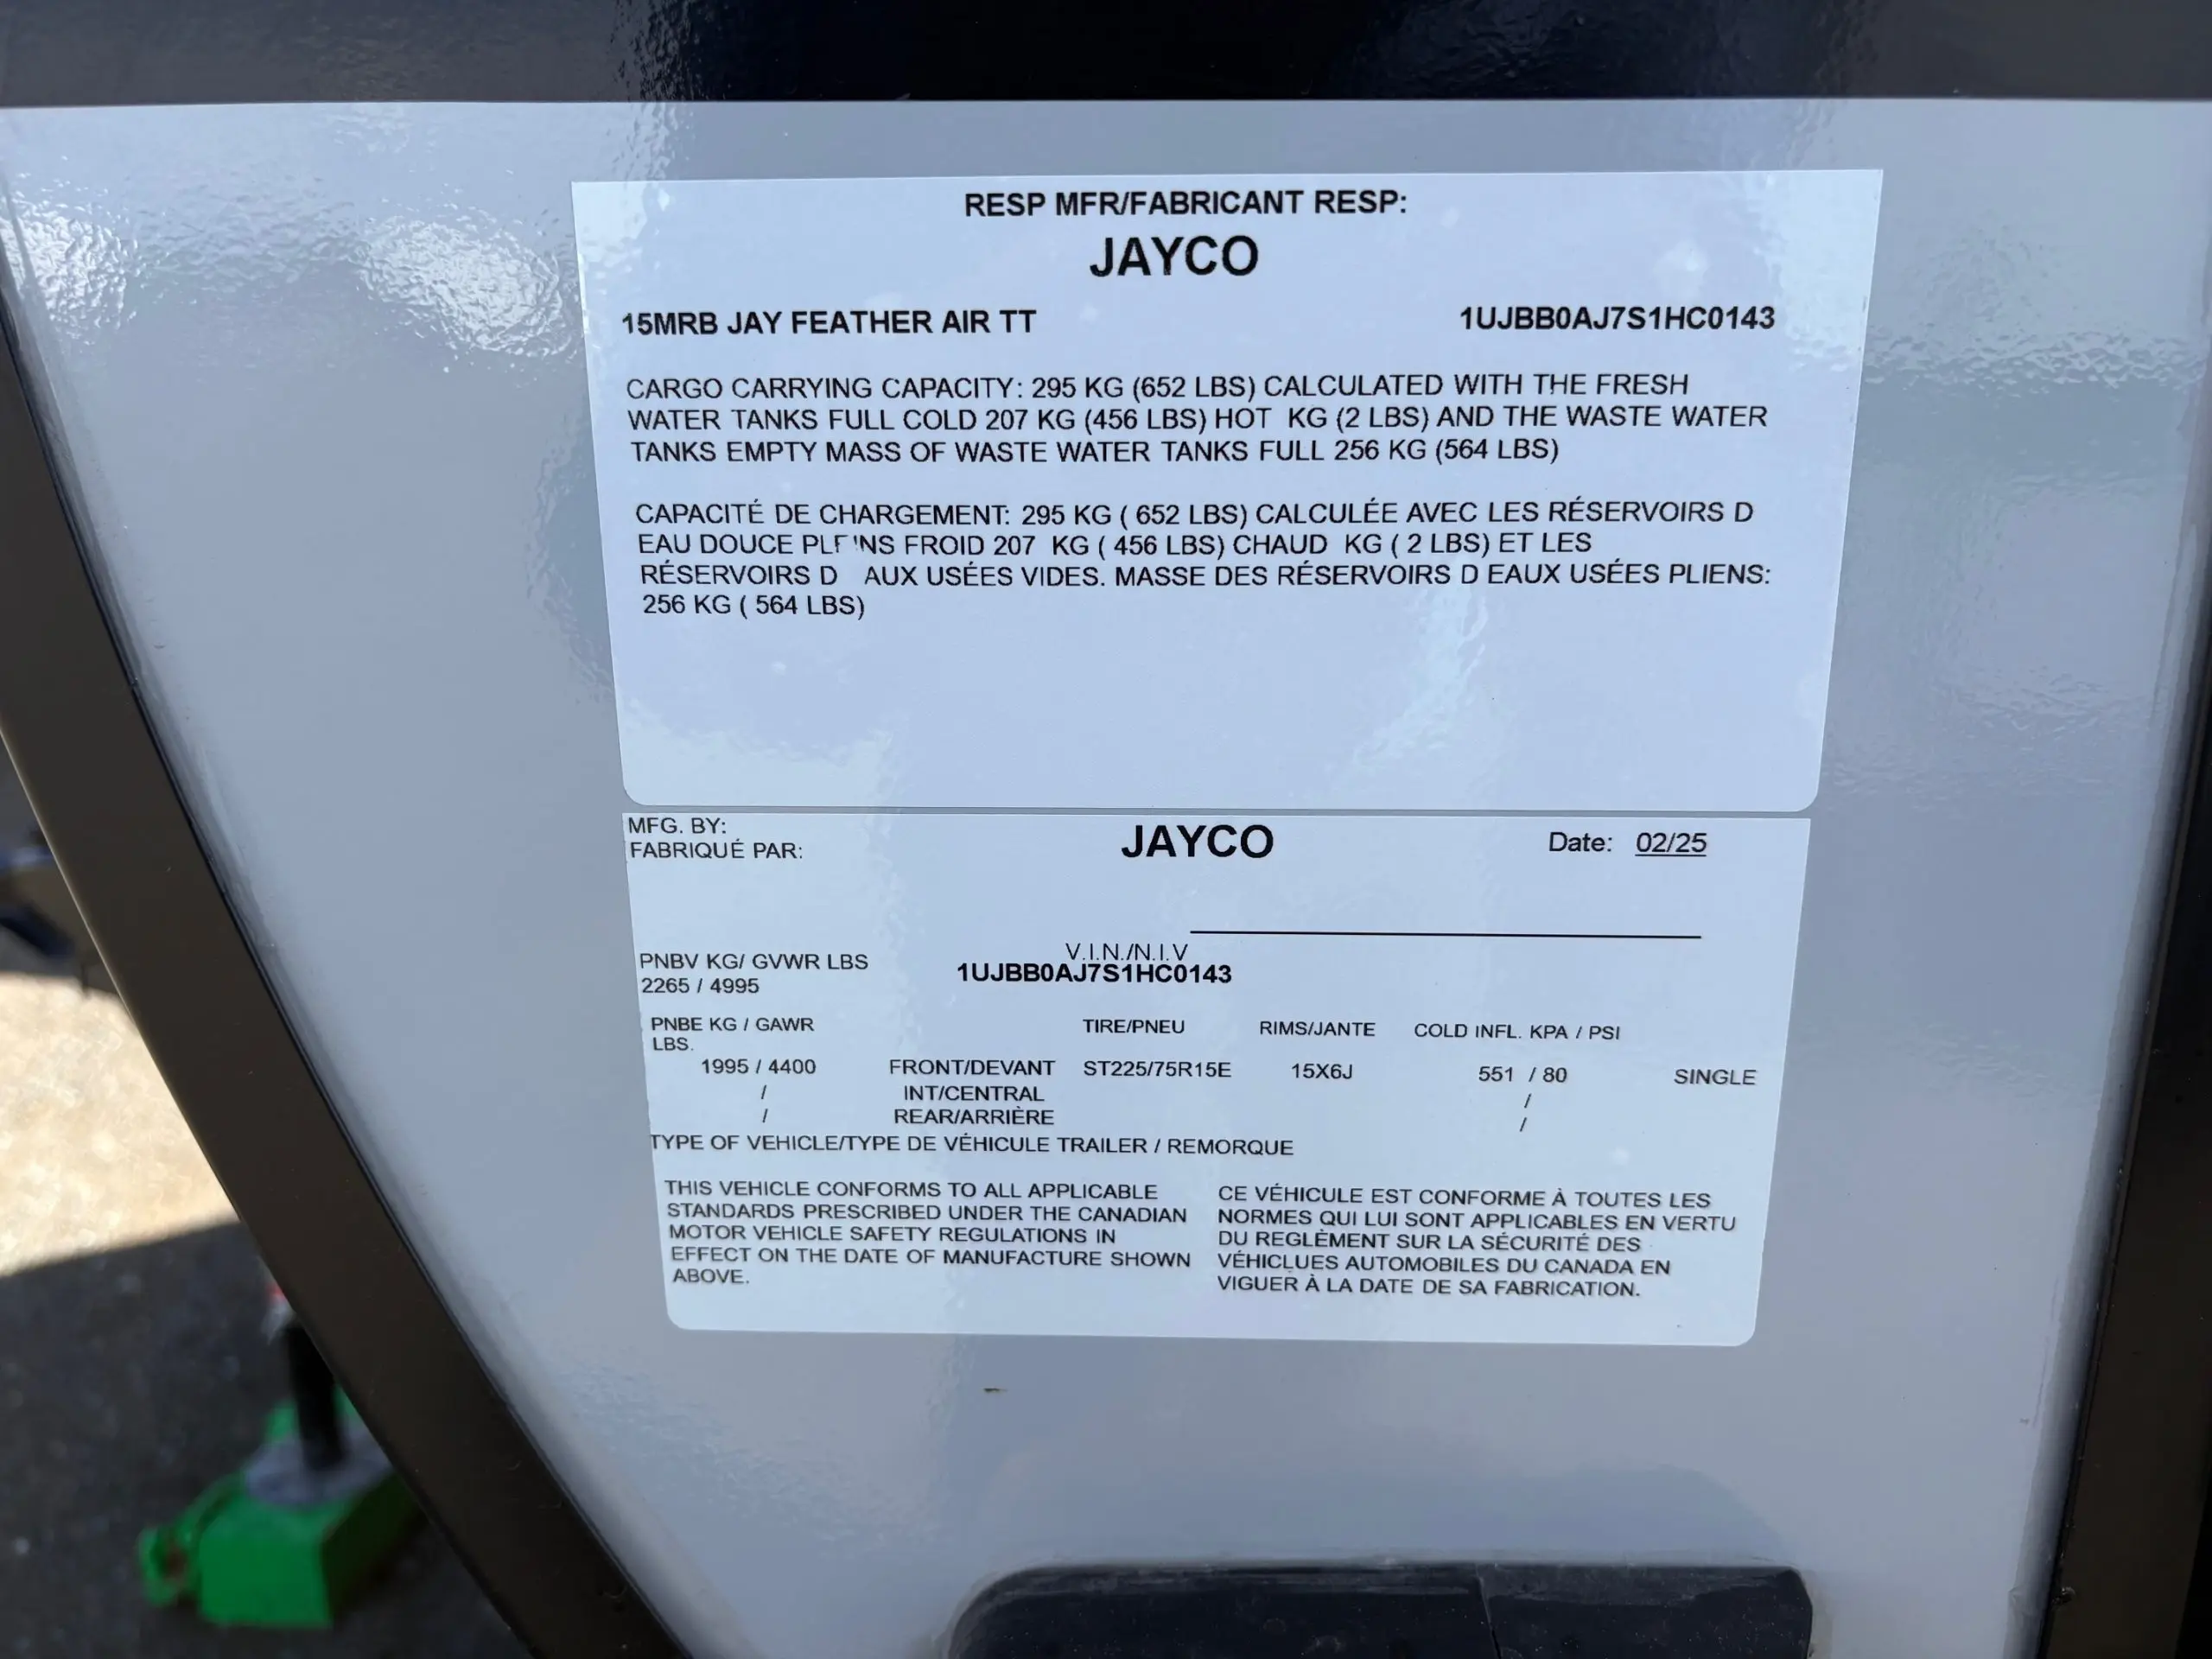 RESP MFR/FABRICANT RESP:
JAYCO
15MRB JAY FEATHER AIR TT 1UJBB0AJ7S1HC0143
CARGO CARRYING CAPACITY: 295 KG (652 LBS) CALCULATED WITH THE FRESH
WATER TANKS FULL COLD 207 KG (456 LBS) HOT KG (2 LBS) AND THE WASTE WATER
TANKS EMPTY MASS OF WASTE WATER TANKS FULL 256 KG (564 LBS)
CAPACITÉ DE CHARGEMENT: 295 KG ( 652 LBS) CALCULÉE AVEC LES RÉSERVOIRS D
EAU DOUCE FROID 207 KG ( 456 LBS) CHAUD KG ( 2 LBS) ET LES
RÉSERVOIRS D AUX USÉES VIDES. MASSE DES RÉSERVOIRS D EAUX USÉES PLIENS:
256 KG ( 564 LBS)
MFG. BY: JAYCO Date: 02/25
FABRIQUÉ PAR:
V.I.N./N.I.V
PNBV KG/ GVWR LBS 1UJBB0AJ7S1HC0143
2265 / 4995
PNBE KG / GAWR TIRE/PNEU RIMS/JANTE COLD INFL. KPA / PSI
LBS.
1995 / 4400 FRONT/DEVANT ST225/75R15E 15X6J 551 / 80 SINGLE
/ INT/CENTRAL /
/ REAR/ARRIÈRE /
TYPE OF VEHICLE/TYPE DE VÉHICULE TRAILER / REMORQUE
THIS VEHICLE CONFORMS TO ALL APPLICABLE
STANDARDS PRESCRIBED UNDER THE CANADIAN
MOTOR VEHICLE SAFETY REGULATIONS IN
EFFECT ON THE DATE OF MANUFACTURE SHOWN
ABOVE.
CE VÉHICULE EST CONFORME À TOUTES LES
NORMES QUI LUI SONT APPLICABLES EN VERTU
DU REGLÈMENT SUR LA SÉCURITÉ DES
VÉHICLUES AUTOMOBILES DU CANADA EN
VIGUER À LA DATE DE SA FABRICATION.